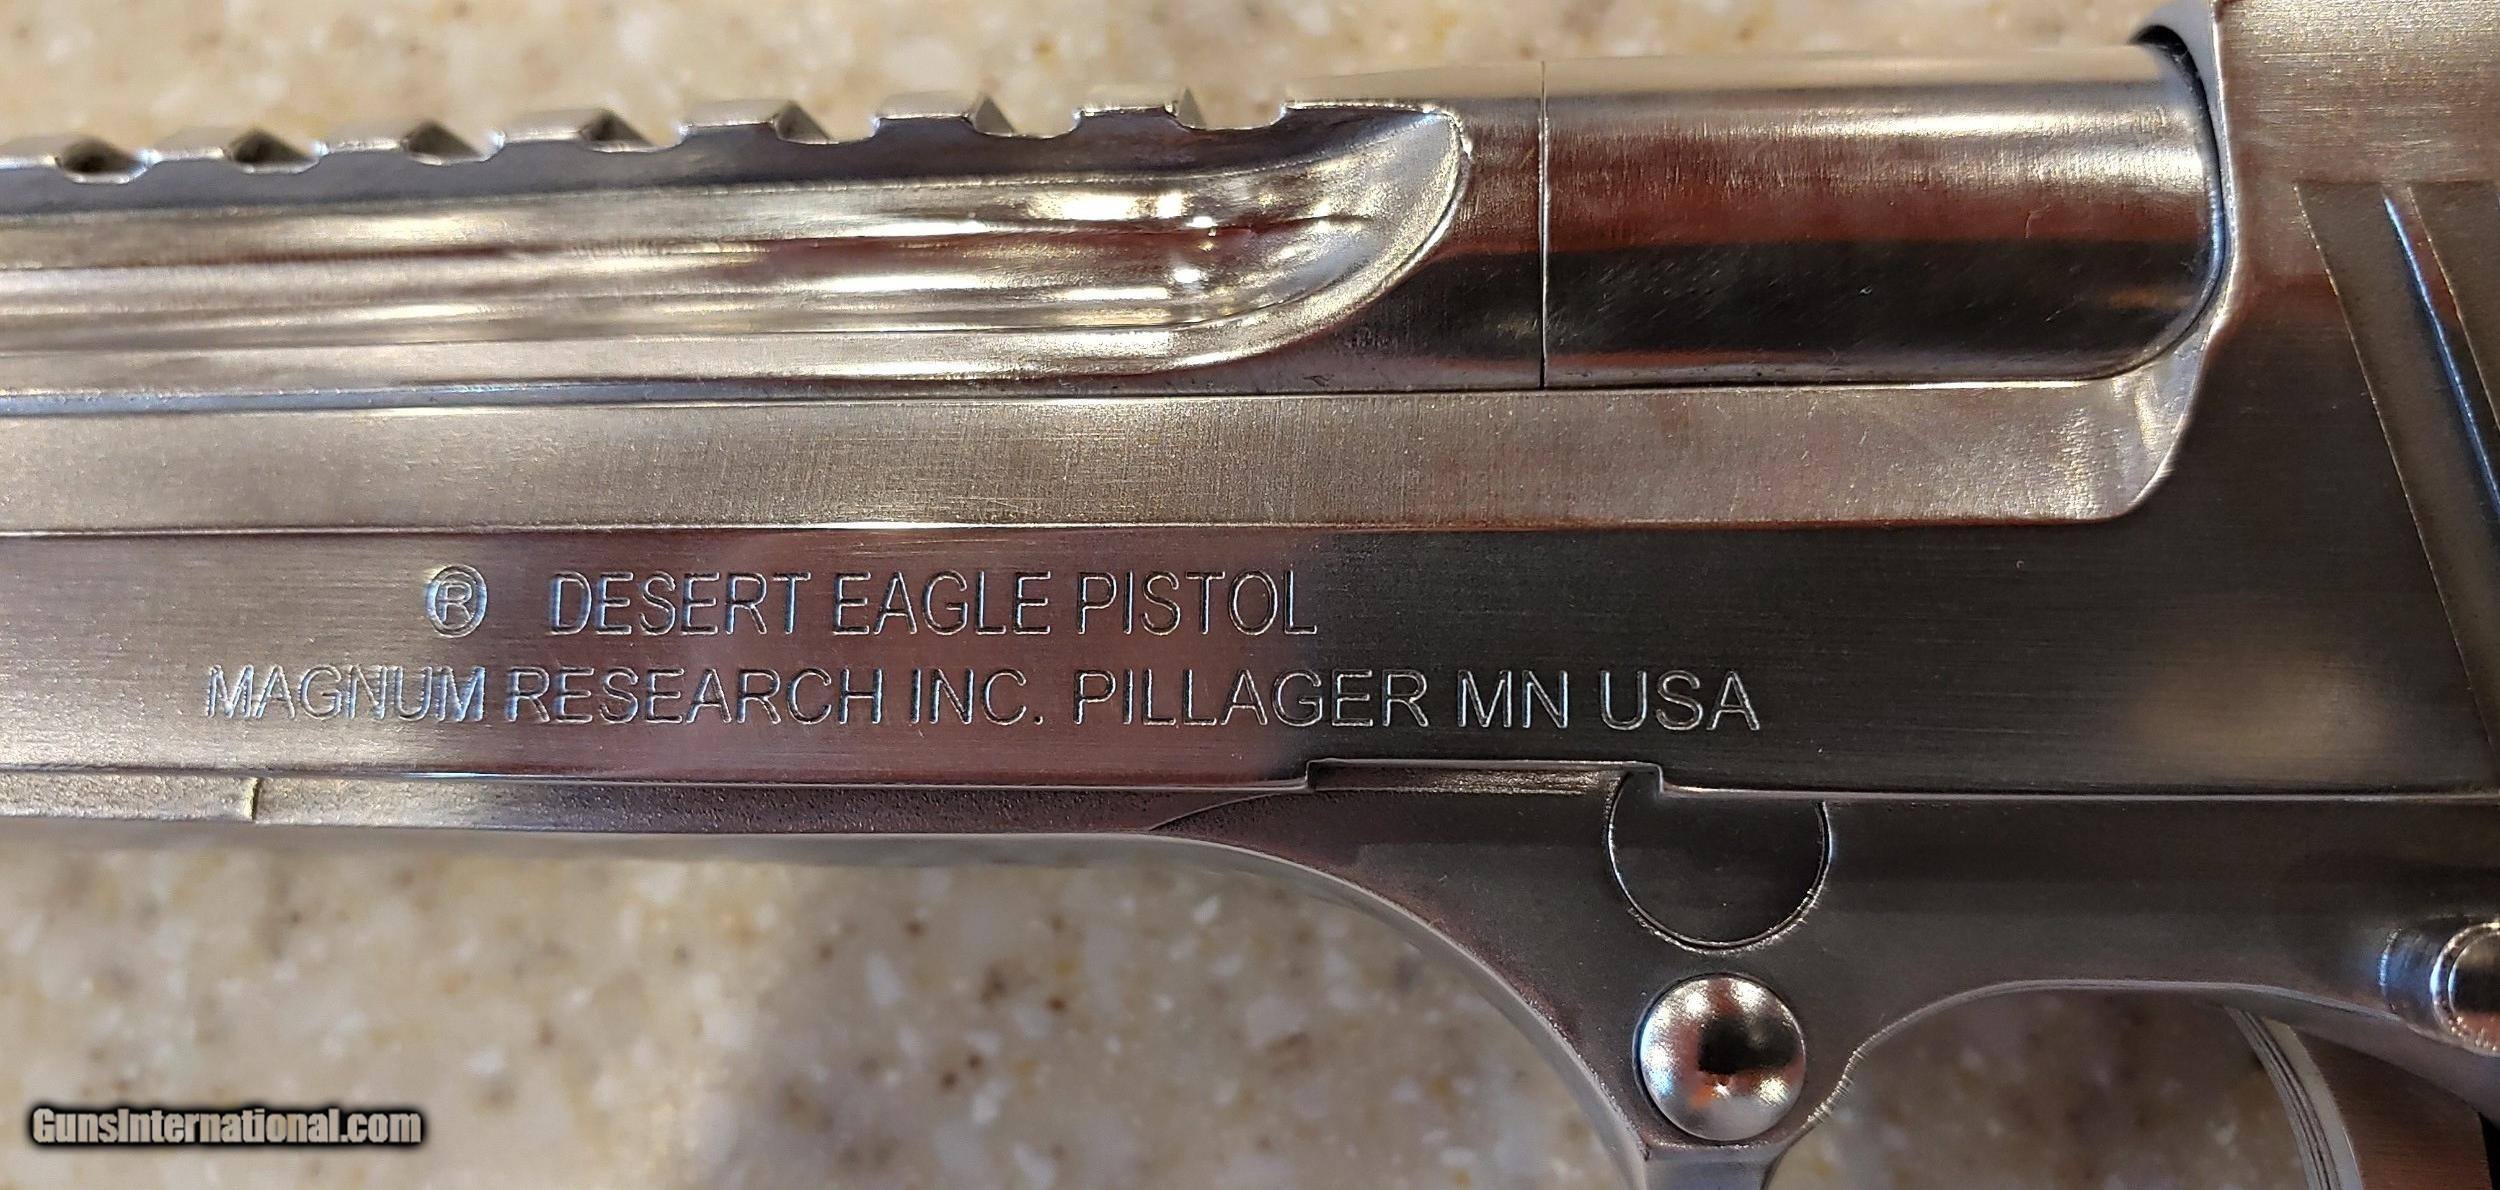 ® DESERT EAGLE PISTOL
MAGNUM RESEARCH INC. PILLAGER MN USA
GunsInternational.com